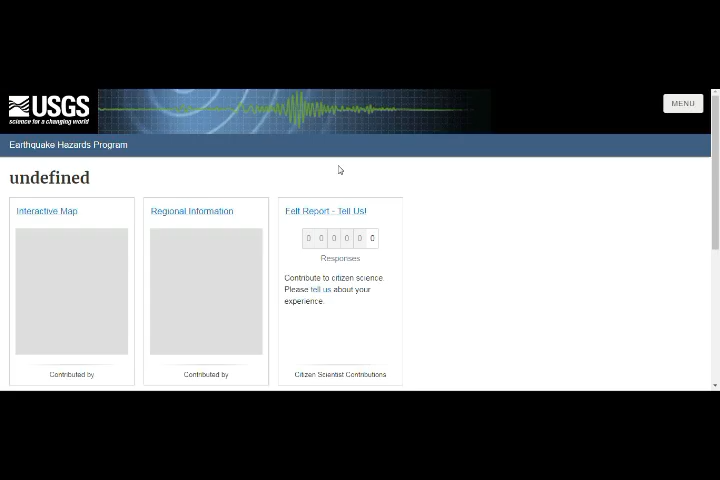 USGS
science for a changing world
MENU
Earthquake Hazards Program
undefined
Interactive Map
Regional Information
Felt Report - Tell Us!
0 0 0 0 0 0
Responses
Contribute to citizen science.
Please tell us about your
experience.
Contributed by
Contributed by
Citizen Scientist Contributions